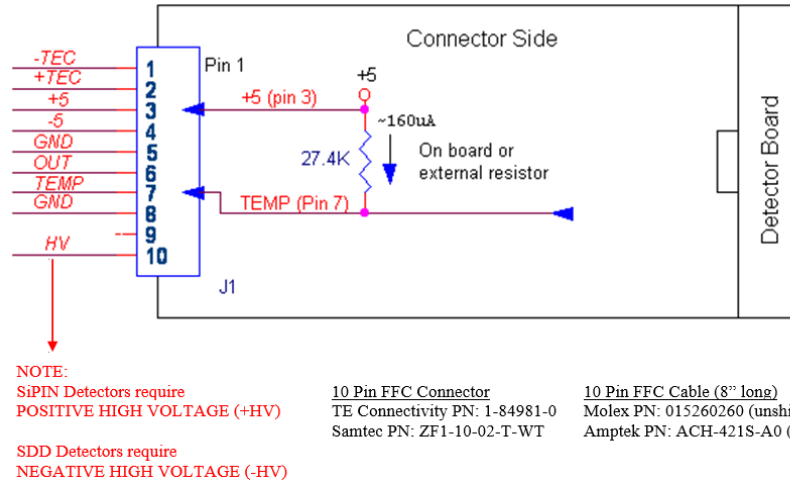 Connector Side
-TEC
+TEC
+5
-5
GND
OUT
TEMP
GND
HV
1
2
3
4
5
6
7
8
9
10
Pin 1
+5 (pin 3)
+5
~160uA
27.4K
On board or
external resistor
TEMP (Pin 7)
J1
Detector Board
NOTE:
SiPIN Detectors require
POSITIVE HIGH VOLTAGE (+HV)
SDD Detectors require
NEGATIVE HIGH VOLTAGE (-HV)
10 Pin FFC Connector
TE Connectivity PN: 1-84981-0
Samtec PN: ZF1-10-02-T-WT
10 Pin FFC Cable (8” long)
Molex PN: 015260260 (unshi
Amptek PN: ACH-421S-A0 (